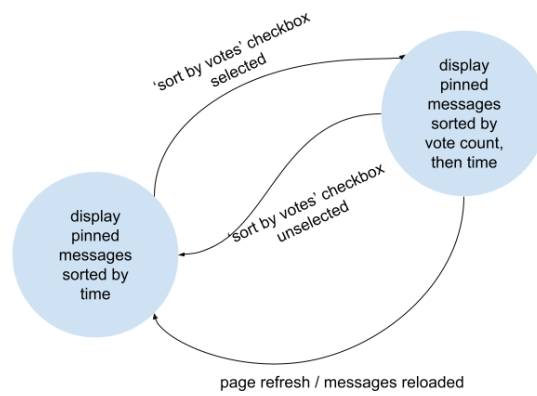 'sort by votes' checkbox
selected
display
pinned
messages
sorted by
vote count,
then time
'sort by votes' checkbox
unselected
display
pinned
messages
sorted by
time
page refresh / messages reloaded